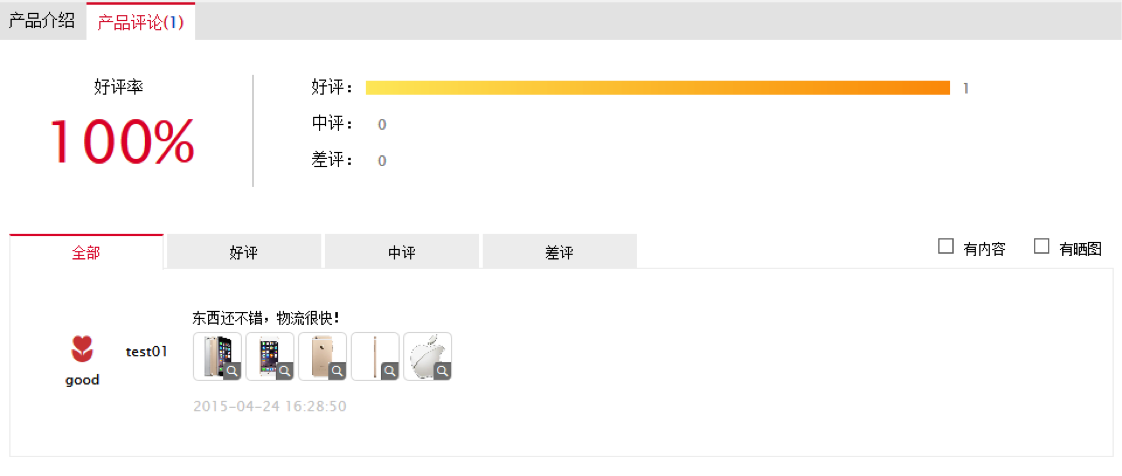 产品介绍 产品评论(1)
好评率
100%
好评： 1
中评： 0
差评： 0
全部 好评 中评 差评 有内容 有晒图
东西还不错，物流很快！
test01
good
2015-04-24 16:28:50